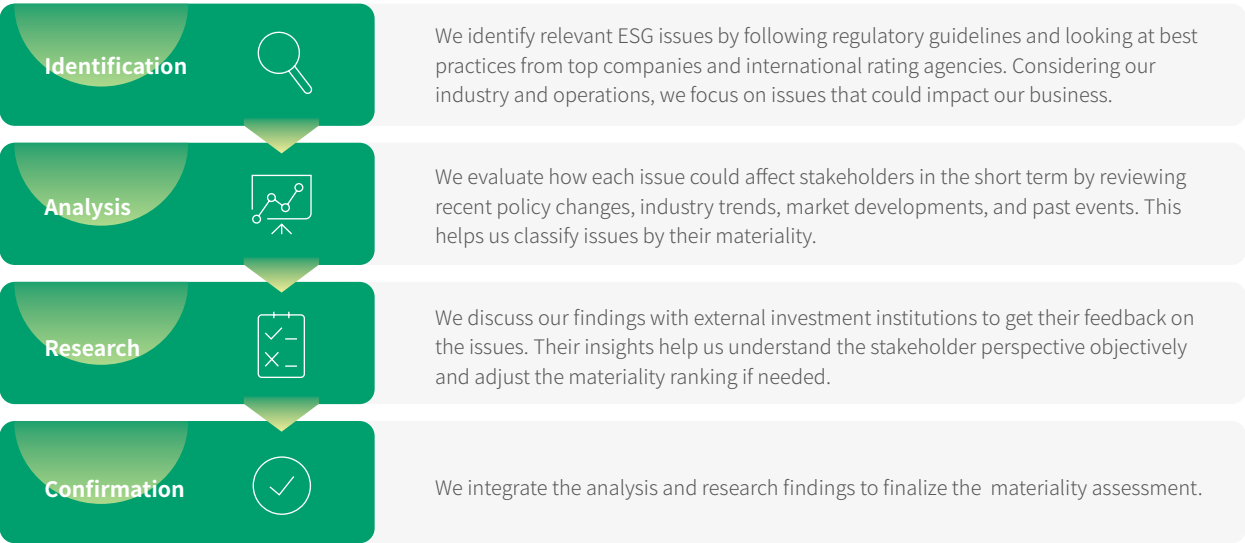 Identification
We identify relevant ESG issues by following regulatory guidelines and looking at best
practices from top companies and international rating agencies. Considering our
industry and operations, we focus on issues that could impact our business.
Analysis
We evaluate how each issue could affect stakeholders in the short term by reviewing
recent policy changes, industry trends, market developments, and past events. This
helps us classify issues by their materiality.
Research
We discuss our findings with external investment institutions to get their feedback on
the issues. Their insights help us understand the stakeholder perspective objectively
and adjust the materiality ranking if needed.
Confirmation
We integrate the analysis and research findings to finalize the  materiality assessment.